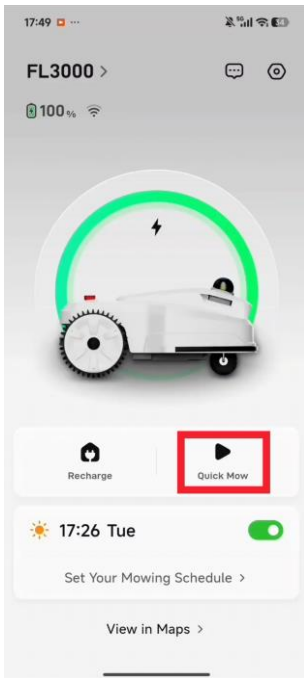 17:49
FL3000 >
100%
Recharge
Quick Mow
17:26 Tue
Set Your Mowing Schedule >
View in Maps >